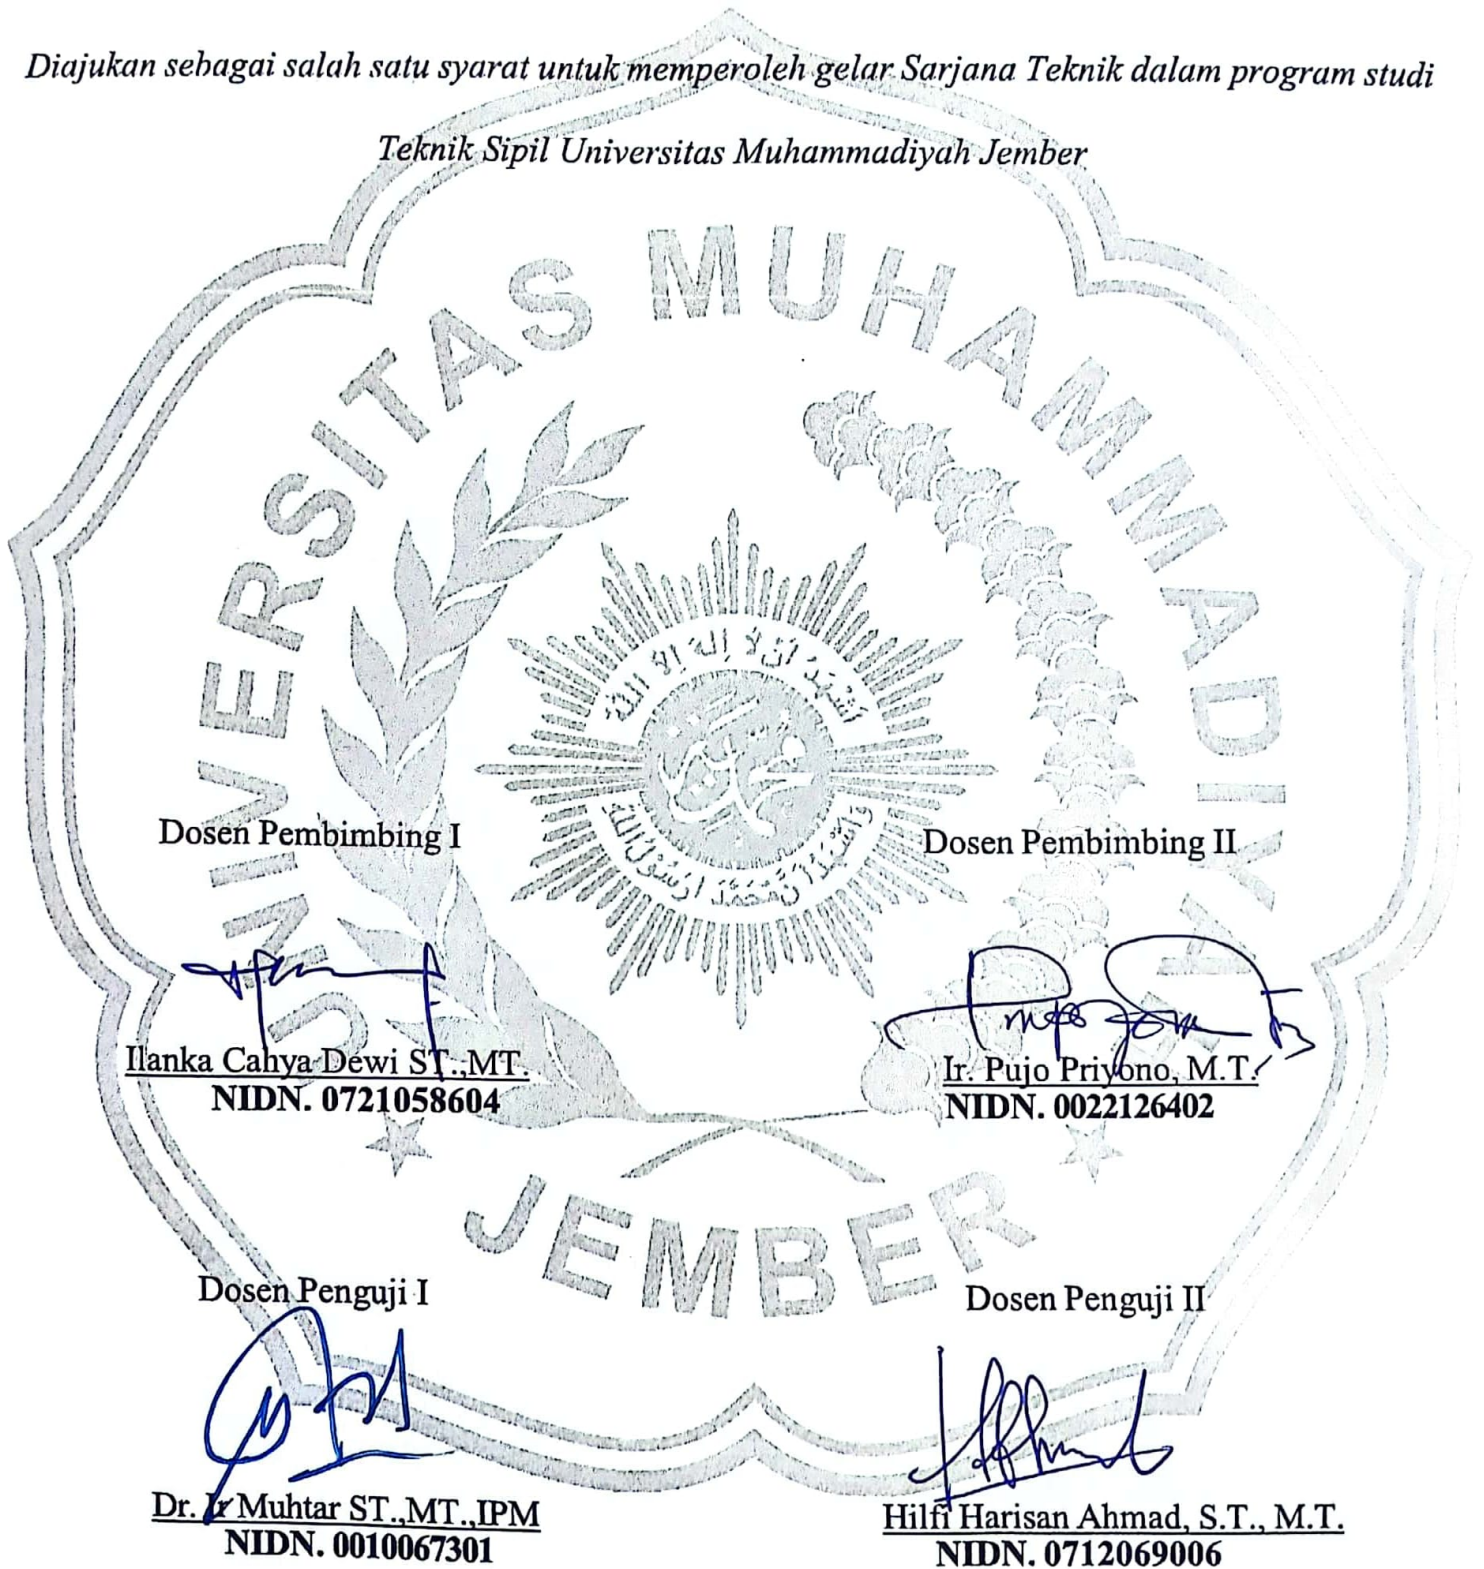 Diajukan sebagai salah satu syarat untuk memperoleh gelar Sarjana Teknik dalam program studi
Teknik Sipil Universitas Muhammadiyah Jember
UNIVERSITAS MUHAMMADIYAH
JEMBER
Dosen Pembimbing I
Dosen Pembimbing II
Ilanka Cahya Dewi ST.,MT.
NIDN. 0721058604
Ir. Pujo Priyono, M.T.
NIDN. 0022126402
Dosen Penguji I
Dosen Penguji II
Dr. Ir Muhtar ST.,MT.,IPM
NIDN. 0010067301
Hilfi Harisan Ahmad, S.T., M.T.
NIDN. 0712069006